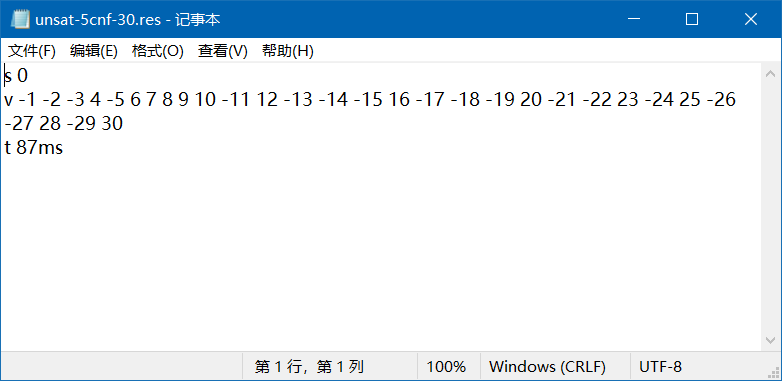 unsat-5cnf-30.res - 记事本
文件(F) 编辑(E) 格式(O) 查看(V) 帮助(H)
s 0
v -1 -2 -3 4 -5 6 7 8 9 10 -11 12 -13 -14 -15 16 -17 -18 -19 20 -21 -22 23 -24 25 -26
-27 28 -29 30
t 87ms
第 1 行，第 1 列 100% Windows (CRLF) UTF-8